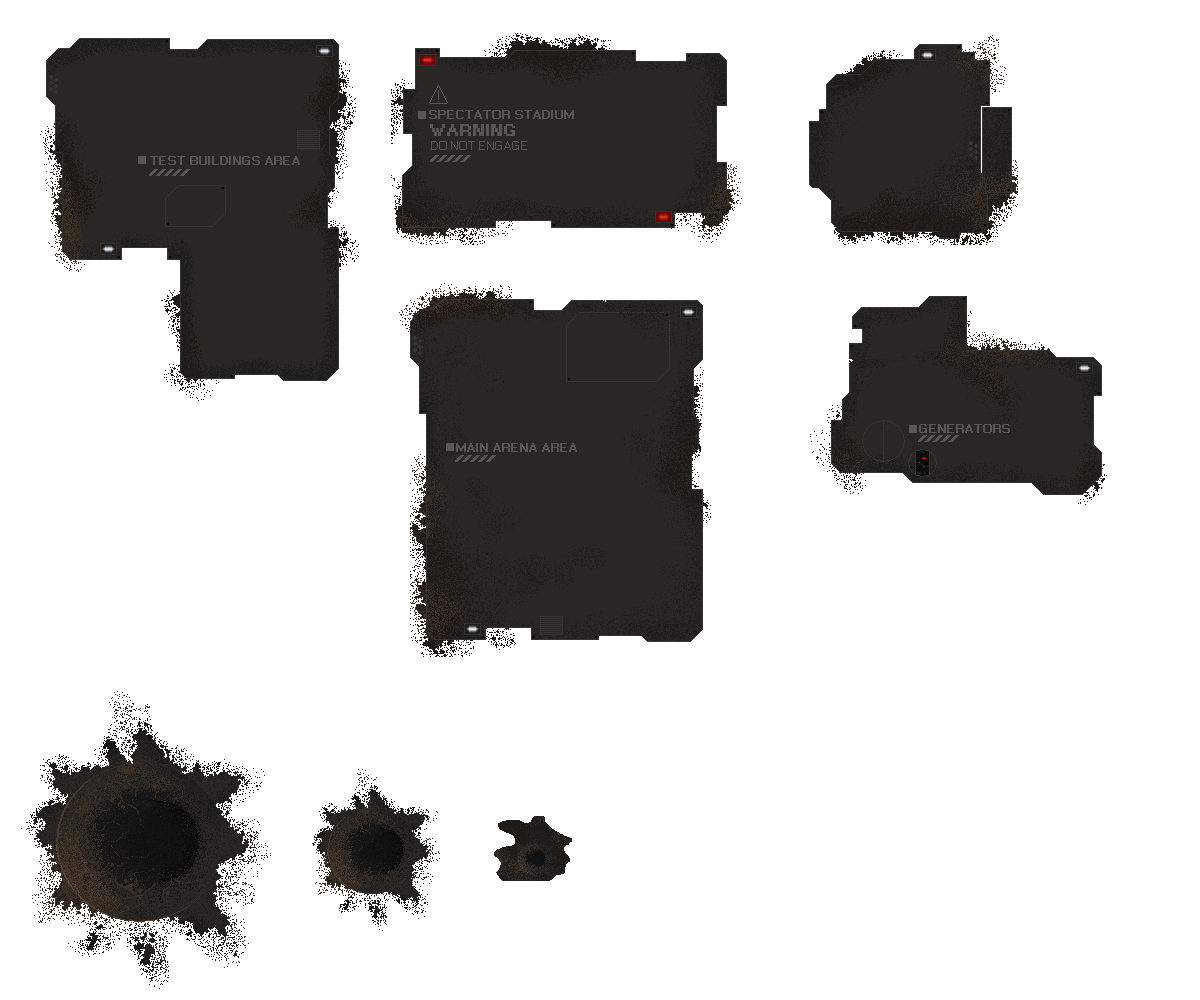 TEST BUILDINGS AREA
SPECTATOR STADIUM
WARNING
DO NOT ENGAGE
MAIN ARENA AREA
GENERATORS